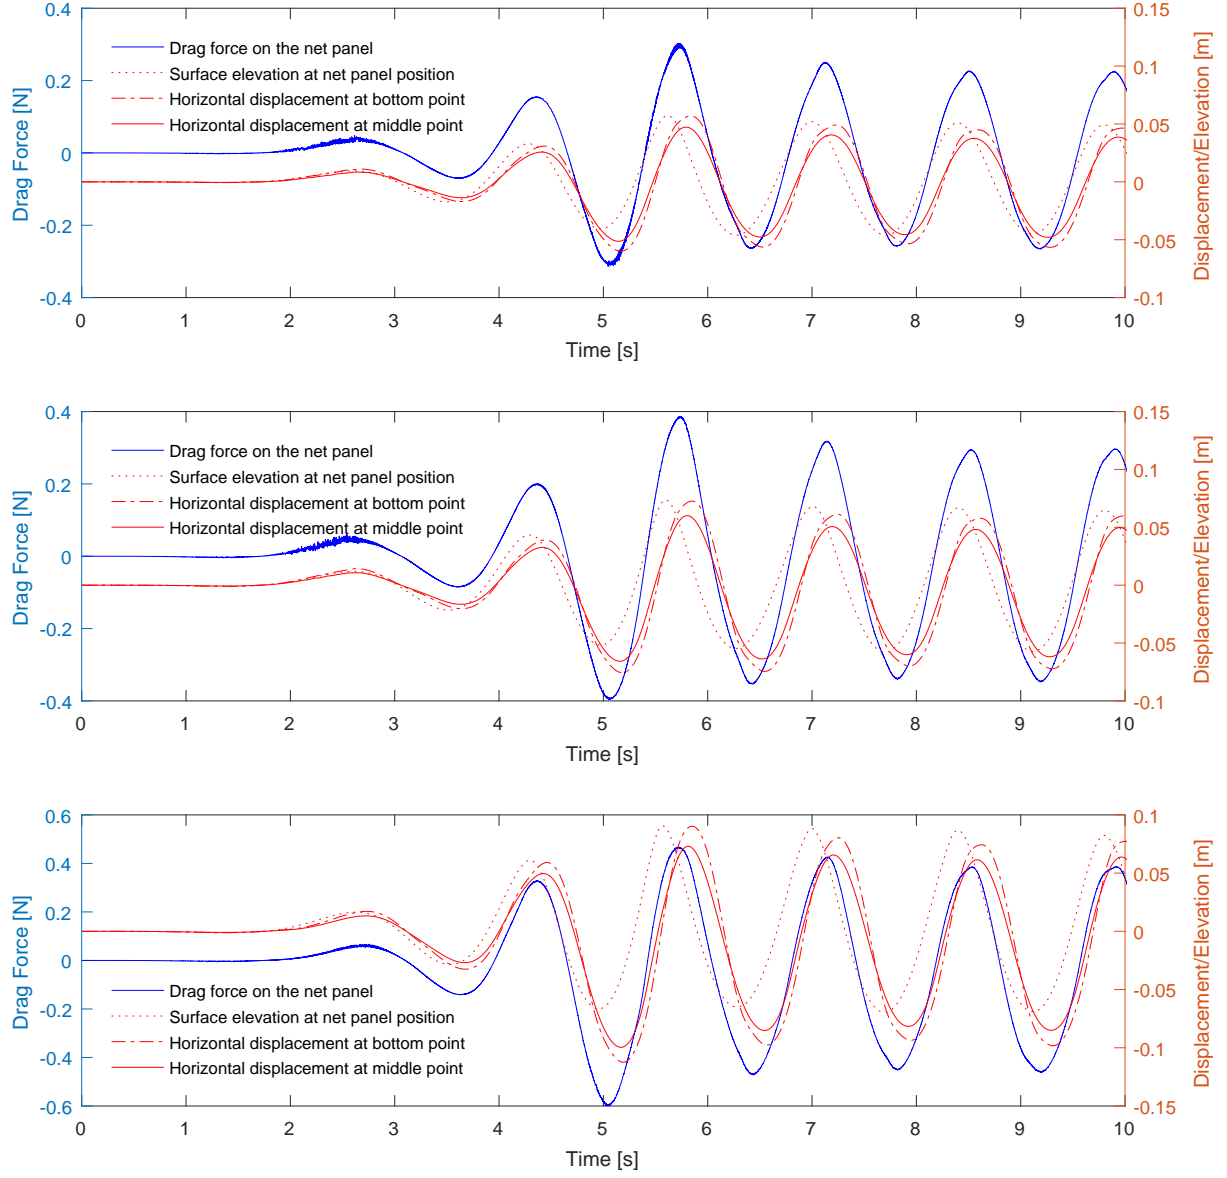 0.4
0.2
0
-0.2
-0.4
Drag Force [N]
Drag force on the net panel
Surface elevation at net panel position
Horizontal displacement at bottom point
Horizontal displacement at middle point
0.15
0.1
0.05
0
-0.05
-0.1
Displacement/Elevation [m]
0 1 2 3 4 5 6 7 8 9 10
Time [s]
0.4
0.2
0
-0.2
-0.4
Drag Force [N]
Drag force on the net panel
Surface elevation at net panel position
Horizontal displacement at bottom point
Horizontal displacement at middle point
0.15
0.1
0.05
0
-0.05
-0.1
Displacement/Elevation [m]
0 1 2 3 4 5 6 7 8 9 10
Time [s]
0.6
0.4
0.2
0
-0.2
-0.4
-0.6
Drag Force [N]
Drag force on the net panel
Surface elevation at net panel position
Horizontal displacement at bottom point
Horizontal displacement at middle point
0.1
0.05
0
-0.05
-0.1
-0.15
Displacement/Elevation [m]
0 1 2 3 4 5 6 7 8 9 10
Time [s]